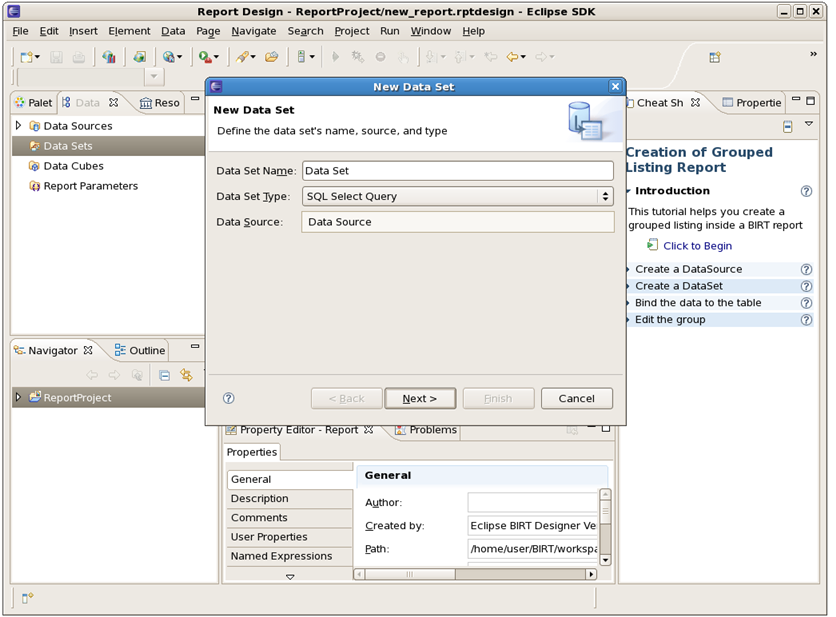 Report Design - ReportProject/new_report.rptdesign - Eclipse SDK
File Edit Insert Element Data Page Navigate Search Project Run Window Help
»
Palet Data Reso
Data Sources
Data Sets
Data Cubes
Report Parameters
New Data Set
New Data Set
Define the data set's name, source, and type
Data Set Name: Data Set
Data Set Type: SQL Select Query
Data Source: Data Source
< Back Next > Finish Cancel
Cheat Sh Propertie
Creation of Grouped
Listing Report
Introduction
This tutorial helps you create a
grouped listing inside a BIRT report
Click to Begin
Create a DataSource
Create a DataSet
Bind the data to the table
Edit the group
Navigator Outline
ReportProject
Property Editor - Report Problems
Properties
General
Description
Comments
User Properties
Named Expressions
General
Author:
Created by: Eclipse BIRT Designer Ve
Path: /home/user/BIRT/workspa